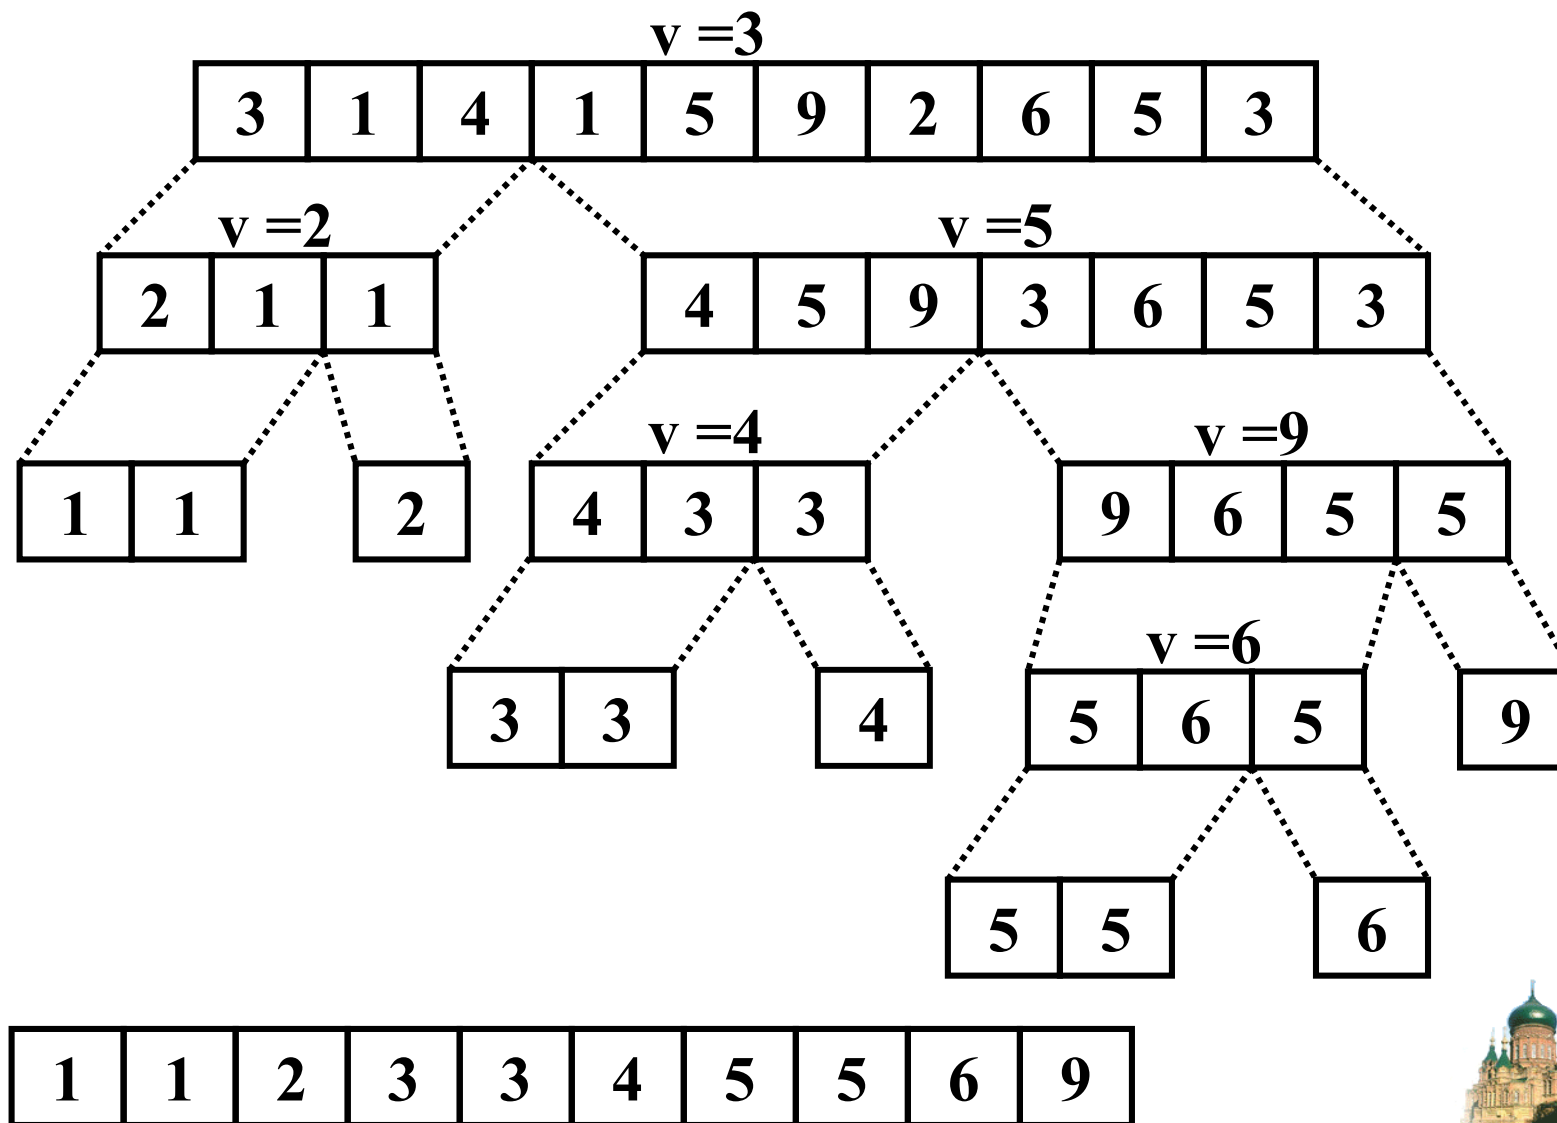 v =3
3 1 4 1 5 9 2 6 5 3
v =2 v =5
2 1 1 4 5 9 3 6 5 3
v =4 v =9
1 1 2 4 3 3 9 6 5 5
v =6
3 3 4 5 6 5 9
5 5 6
1 1 2 3 3 4 5 5 6 9